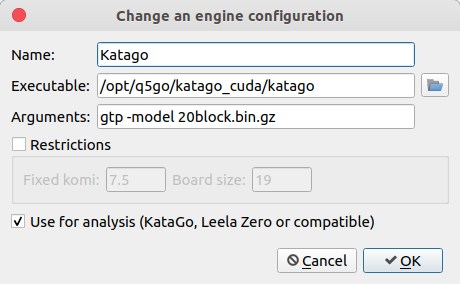 Change an engine configuration
Name: Katago
Executable: /opt/q5go/katago_cuda/katago
Arguments: gtp -model 20block.bin.gz
Restrictions
Fixed komi: 7.5 Board size: 19
Use for analysis (KataGo, Leela Zero or compatible)
Cancel OK